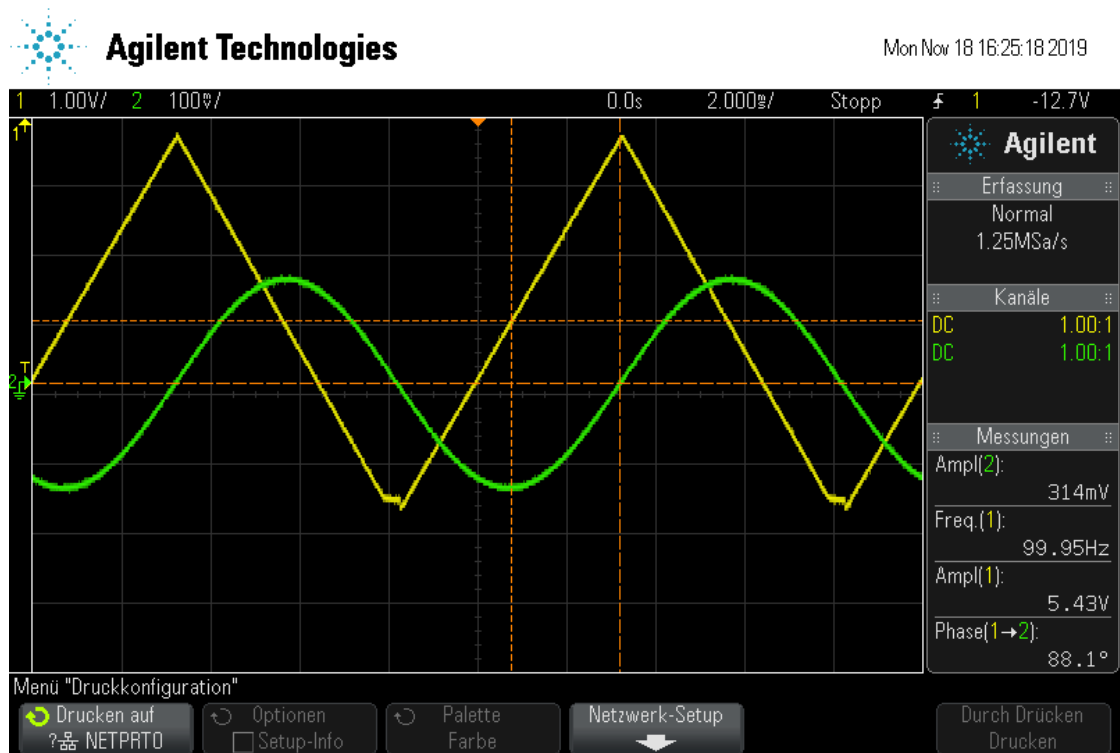 Agilent Technologies
Mon Nov 18 16:25:18 2019
1 1.00V/ 2 100mV/ 0.0s 2.000ms/ Stopp 1 -12.7V
1
T
2
Agilent
Erfassung
Normal
1.25MSa/s
Kanäle
DC 1.00:1
DC 1.00:1
Messungen
Ampl(2):
314mV
Freq.(1):
99.95Hz
Ampl(1):
5.43V
Phase(1→2):
88.1°
Menü "Druckkonfiguration"
Drucken auf
? NETPRT0
Optionen
Setup-Info
Palette
Farbe
Netzwerk-Setup
Durch Drücken
Drucken